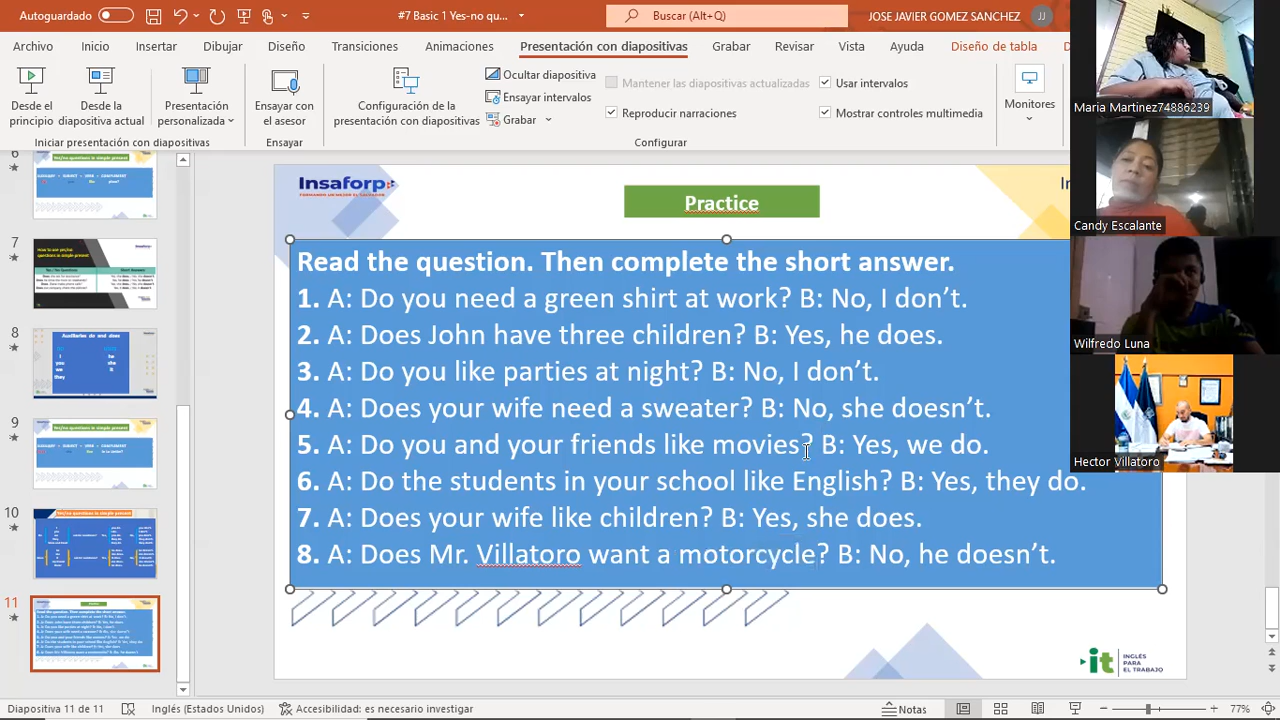 Autoguardado
#7 Basic 1 Yes-no qu...
Buscar (Alt+Q)
JOSE JAVIER GOMEZ SANCHEZ
JJ
Archivo Inicio Insertar Dibujar Diseño Transiciones Animaciones Presentación con diapositivas Grabar Revisar Vista Ayuda Diseño de tabla
Desde el principio
Desde la diapositiva actual
Presentación personalizada
Ensayar con el asesor
Configuración de la presentación con diapositivas
Ocultar diapositiva
Ensayar intervalos
Grabar
Mantener las diapositivas actualizadas
Reproducir narraciones
Usar intervalos
Mostrar controles multimedia
Monitores
Iniciar presentación con diapositivas
Ensayar
Configurar
Maria Martinez74886239
Candy Escalante
Wilfredo Luna
Hector Villatoro
6
7
8
9
10
11
Insaforp
Practice
Read the question. Then complete the short answer.
1. A: Do you need a green shirt at work? B: No, I don’t.
2. A: Does John have three children? B: Yes, he does.
3. A: Do you like parties at night? B: No, I don’t.
4. A: Does your wife need a sweater? B: No, she doesn’t.
5. A: Do you and your friends like movies? B: Yes, we do.
6. A: Do the students in your school like English? B: Yes, they do.
7. A: Does your wife like children? B: Yes, she does.
8. A: Does Mr. Villatoro want a motorcycle? B: No, he doesn’t.
it
INGLÉS
PARA EL
TRABAJO
Diapositiva 11 de 11
Inglés (Estados Unidos)
Accesibilidad: es necesario investigar
Notas
77%